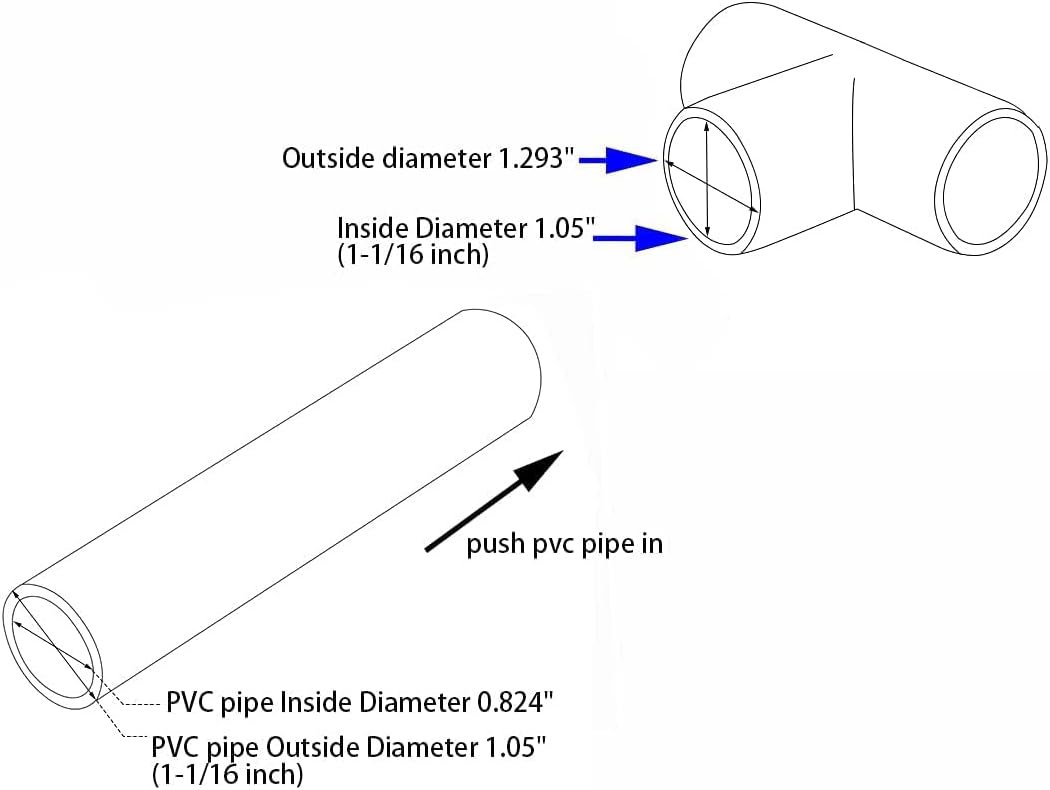 Outside diameter 1.293"
Inside Diameter 1.05"
(1-1/16 inch)
push pvc pipe in
PVC pipe Inside Diameter 0.824"
PVC pipe Outside Diameter 1.05"
(1-1/16 inch)